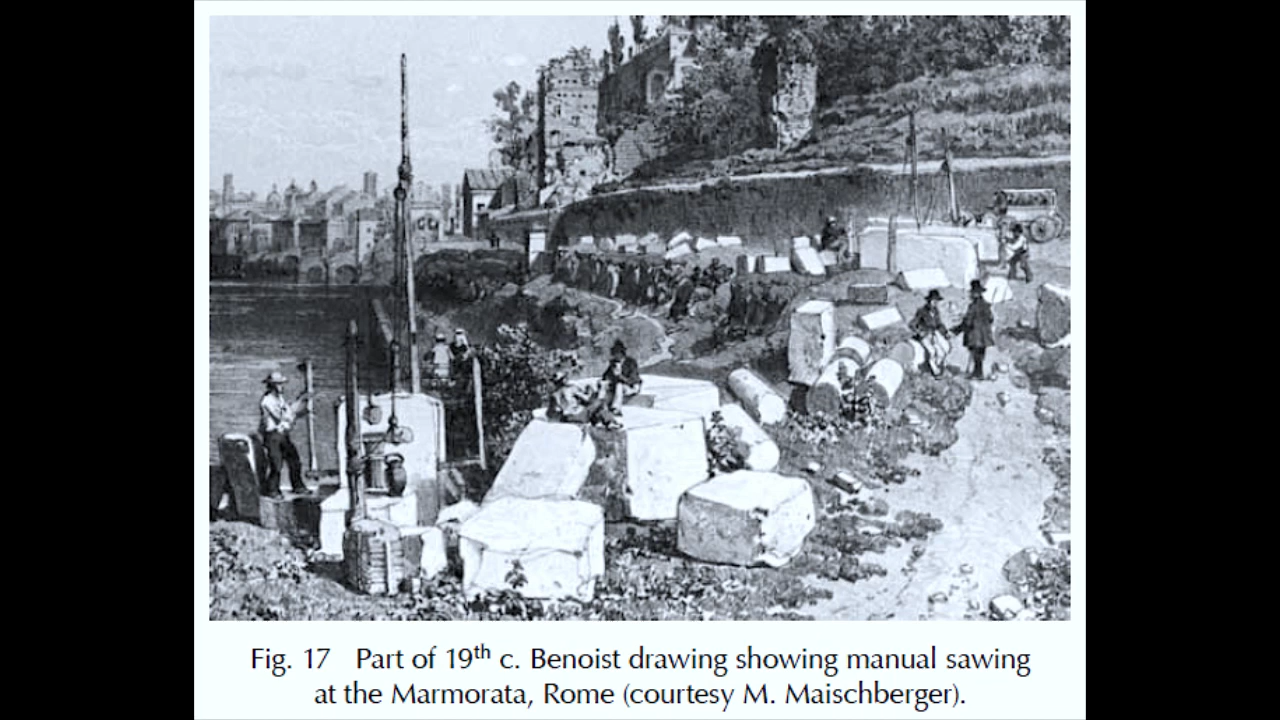 Fig. 17 Part of 19th c. Benoist drawing showing manual sawing
at the Marmorata, Rome (courtesy M. Maischberger).